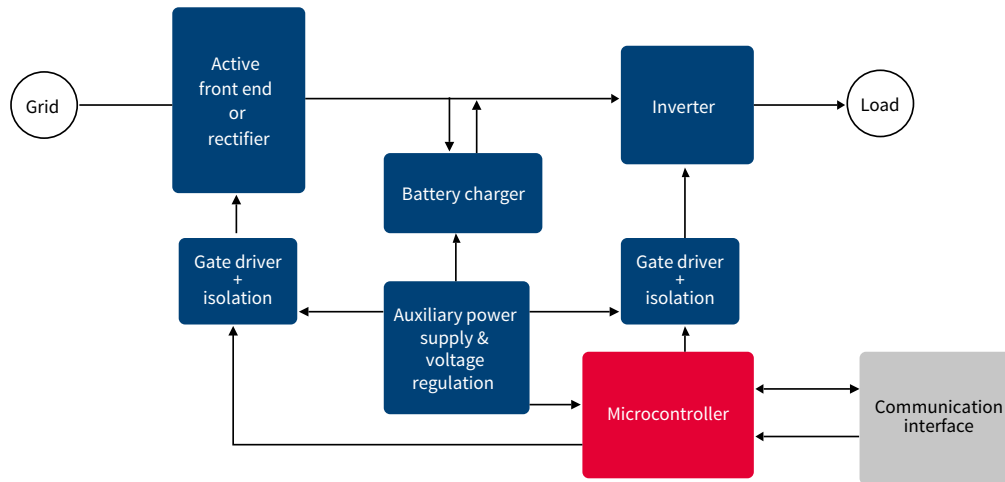 Grid
Active
front end
or
rectifier
Inverter
Load
Battery charger
Gate driver
+
isolation
Auxiliary power
supply &
voltage
regulation
Gate driver
+
isolation
Microcontroller
Communication
interface